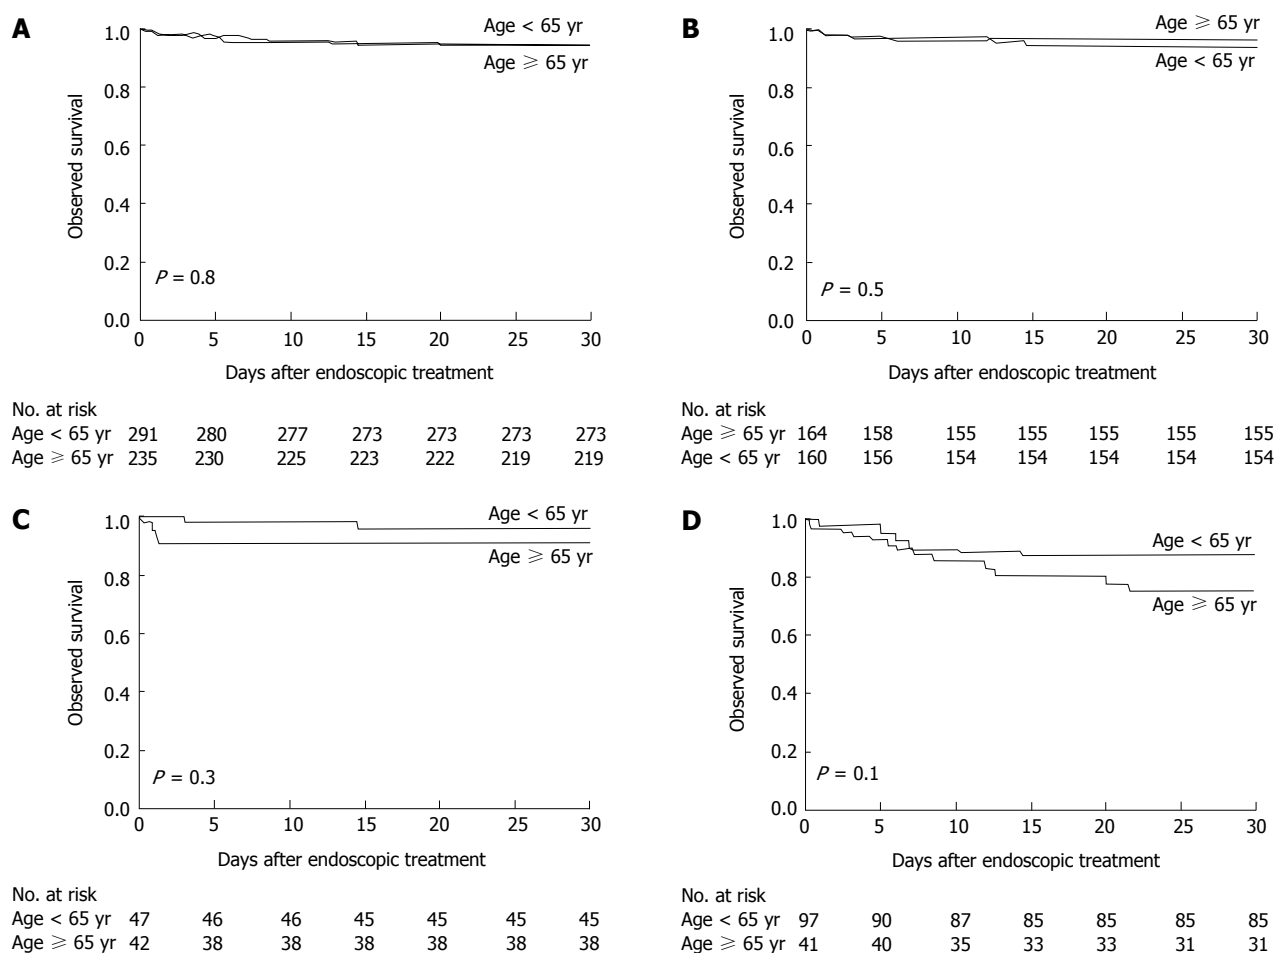 A
Age < 65 yr
Age ⩾ 65 yr
1.0
0.8
0.6
0.4
0.2
0.0
Observed survival
P = 0.8
0 5 10 15 20 25 30
Days after endoscopic treatment
No. at risk
Age < 65 yr 291 280 277 273 273 273 273
Age ⩾ 65 yr 235 230 225 223 222 219 219
B
Age ⩾ 65 yr
Age < 65 yr
1.0
0.8
0.6
0.4
0.2
0.0
Observed survival
P = 0.5
0 5 10 15 20 25 30
Days after endoscopic treatment
No. at risk
Age ⩾ 65 yr 164 158 155 155 155 155 155
Age < 65 yr 160 156 154 154 154 154 154
C
Age < 65 yr
Age ⩾ 65 yr
1.0
0.8
0.6
0.4
0.2
0.0
Observed survival
P = 0.3
0 5 10 15 20 25 30
Days after endoscopic treatment
No. at risk
Age < 65 yr 47 46 46 45 45 45 45
Age ⩾ 65 yr 42 38 38 38 38 38 38
D
Age < 65 yr
Age ⩾ 65 yr
1.0
0.8
0.6
0.4
0.2
0.0
Observed survival
P = 0.1
0 5 10 15 20 25 30
Days after endoscopic treatment
No. at risk
Age < 65 yr 97 90 87 85 85 85 85
Age ⩾ 65 yr 41 40 35 33 33 31 31